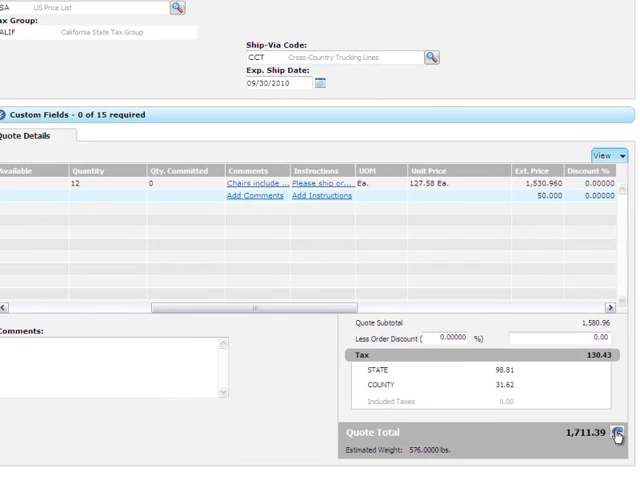 SA US Price List
Tax Group:
ALIF California State Tax Group
Ship-Via Code:
CCT Cross-Country Trucking Lines
Exp. Ship Date:
09/30/2010
Custom Fields - 0 of 15 required
Quote Details
View
Available Quantity Qty. Committed Comments Instructions UOM Unit Price Ext. Price Discount %
12 0 Chairs include ... Please ship or... Ea. 127.58 Ea. 1,530.960 0.00000
Add Comments Add Instructions 50.000 0.00000
Comments:
Quote Subtotal 1,580.96
Less Order Discount ( 0.00000 %) 0.00
Tax 130.43
STATE 98.81
COUNTY 31.62
Included Taxes 0.00
Quote Total 1,711.39
Estimated Weight: 576.0000 lbs.